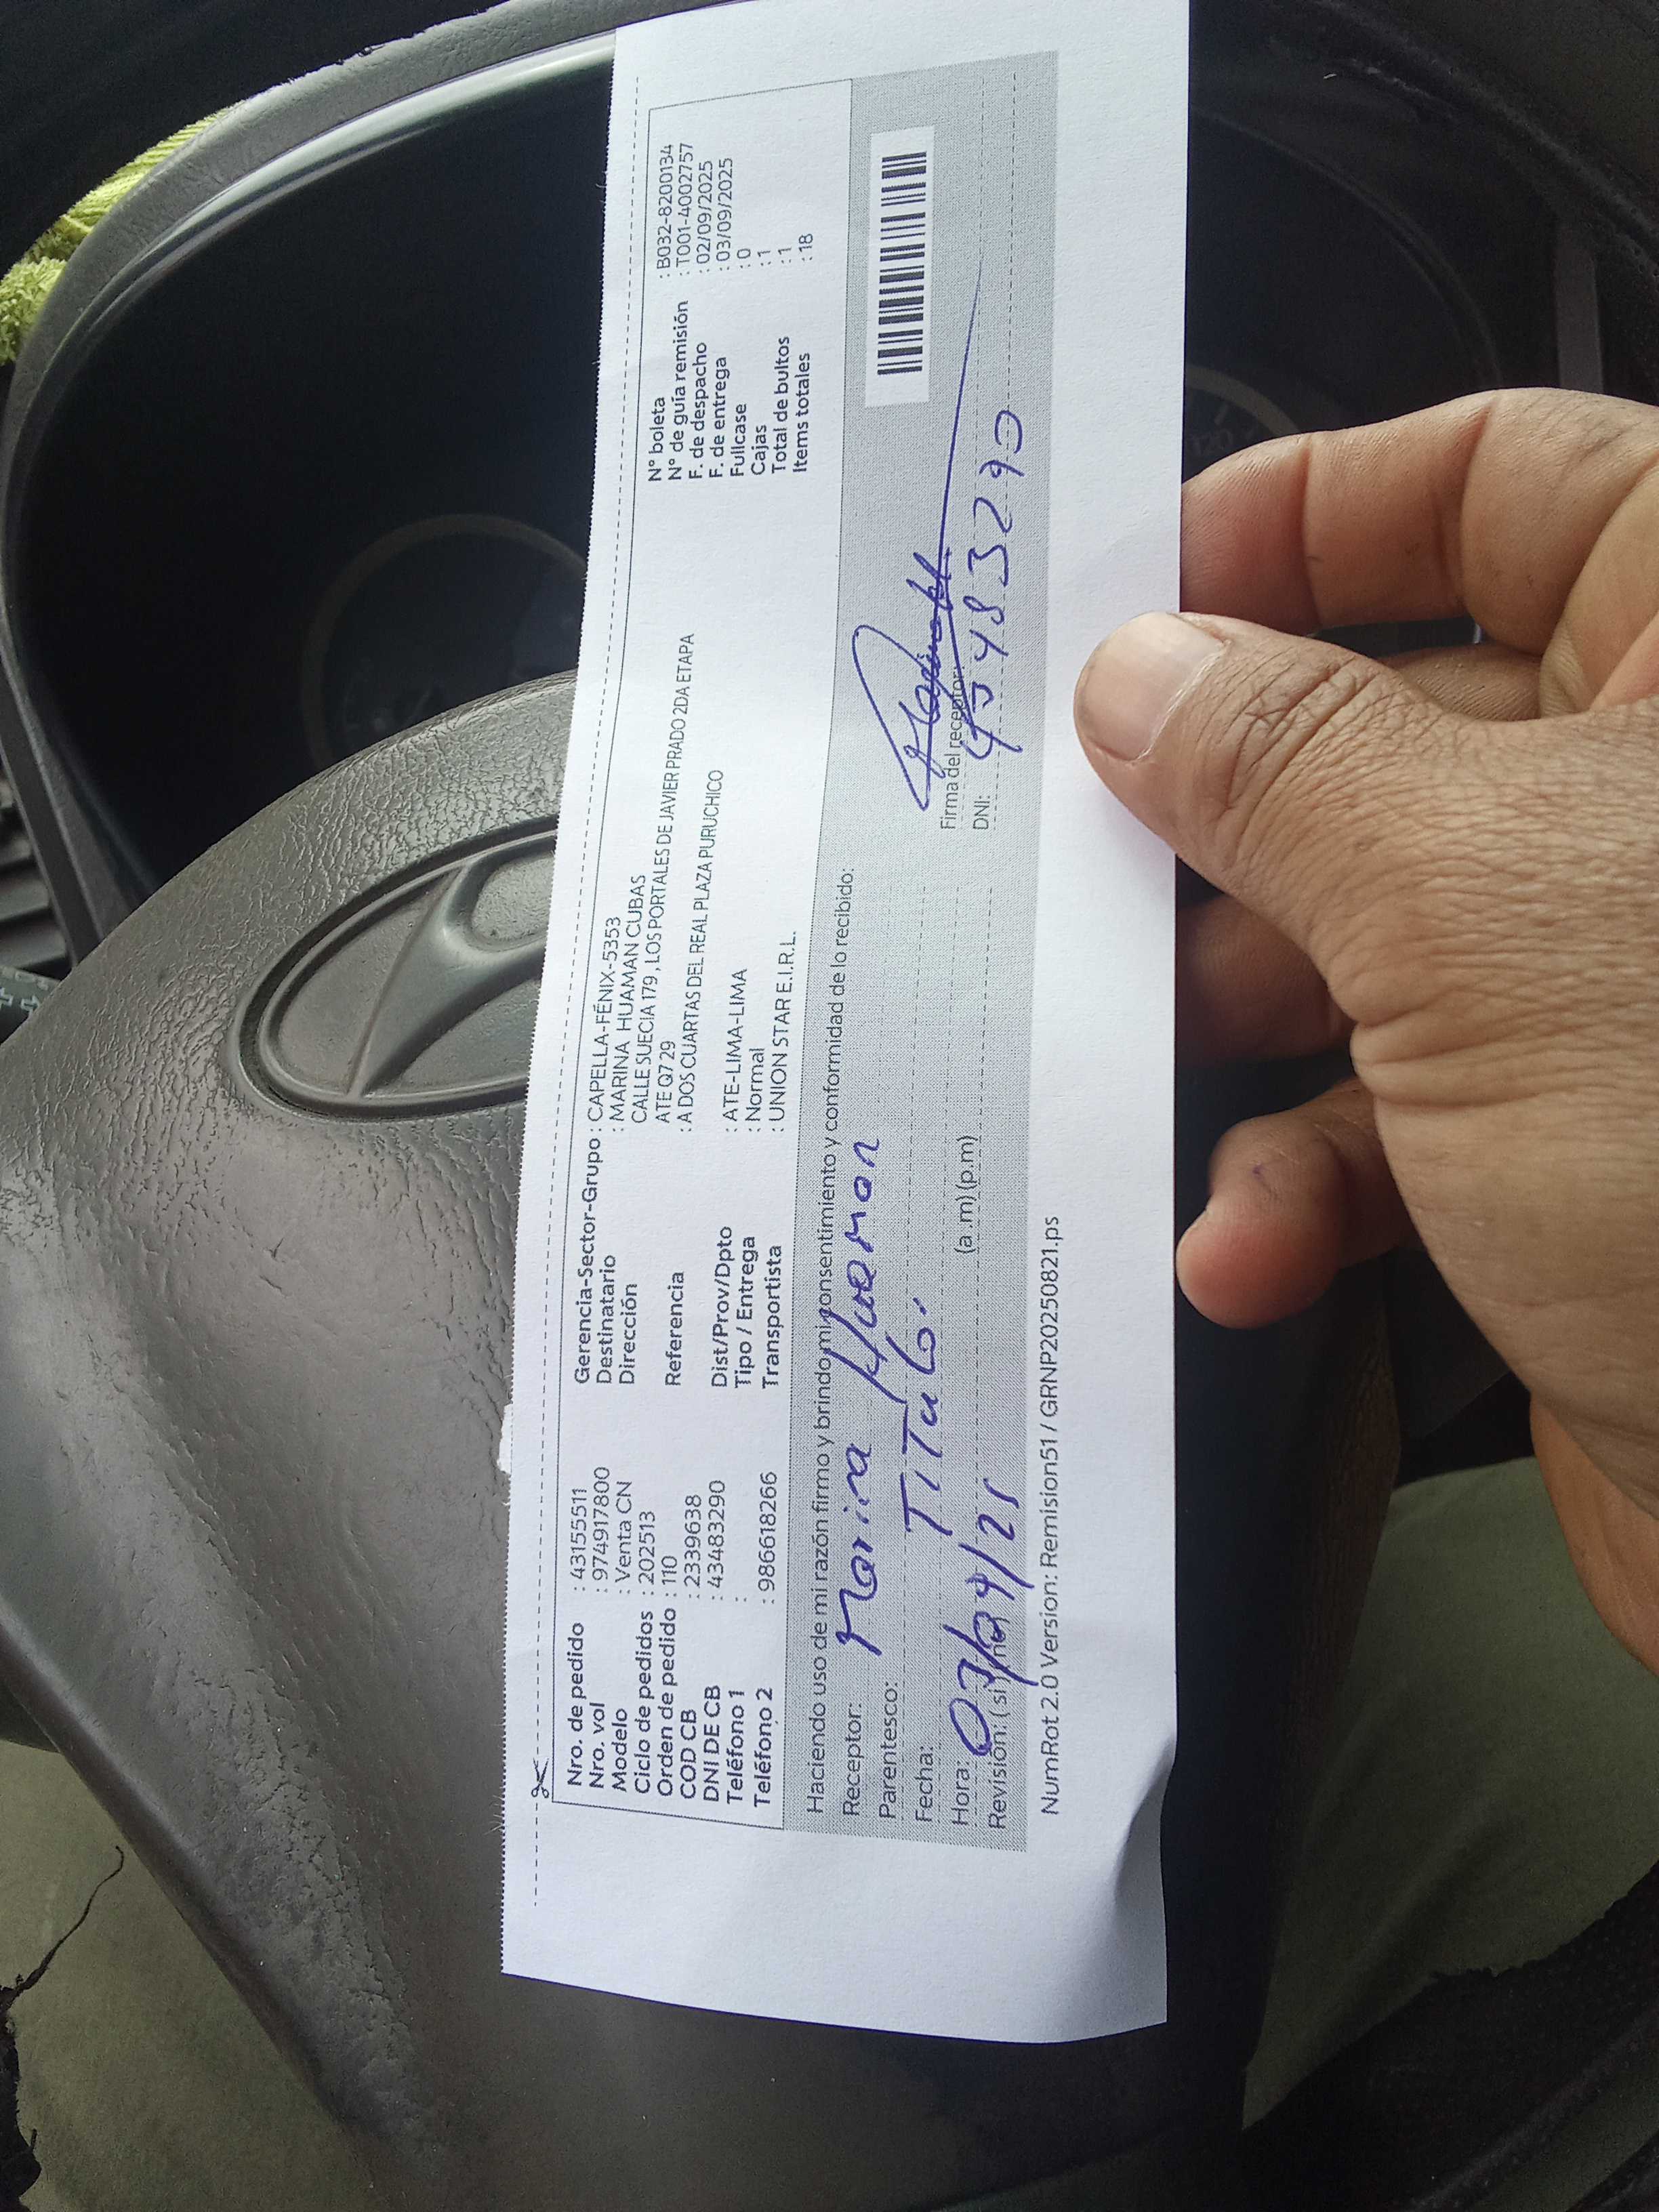 Nro. de pedido : 43155511
Nro. vol : 974917800
Modelo : Venta CN
Ciclo de pedidos : 202513
Orden de pedido : 110
COD CB : 2339638
DNI DE CB : 43483290
Teléfono 1 :
Teléfono 2 : 986618266
Gerencia-Sector-Grupo : CAPELLA-FÉNIX-5353
Destinatario : MARINA HUAMAN CUBAS
Dirección CALLE SUECIA 179 , LOS PORTALES DE JAVIER PRADO 2DA ETAPA
ATE Q7 29
Referencia : A DOS CUARTAS DEL REAL PLAZA PURUCHICO
Dist/Prov/Dpto : ATE-LIMA-LIMA
Tipo / Entrega : Normal
Transportista : UNION STAR E.I.R.L.
N° boleta : B032-8200134
N° de guía remisión : T001-4002757
F. de despacho : 02/09/2025
F. de entrega : 03/09/2025
Fullcase : 0
Cajas : 1
Total de bultos : 1
Items totales : 18
Haciendo uso de mi razón firmo y brindo mi consentimiento y conformidad de lo recibido:
Receptor: Marina Huaman
Parentesco: TiTulo.
Fecha:
Hora: 03/09/25 (a.m) (p.m)
Revisión: ( si ) no
Firma del receptor:
DNI: 43483290
NumRot 2.0 Version: Remision51 / GRNP20250821.ps